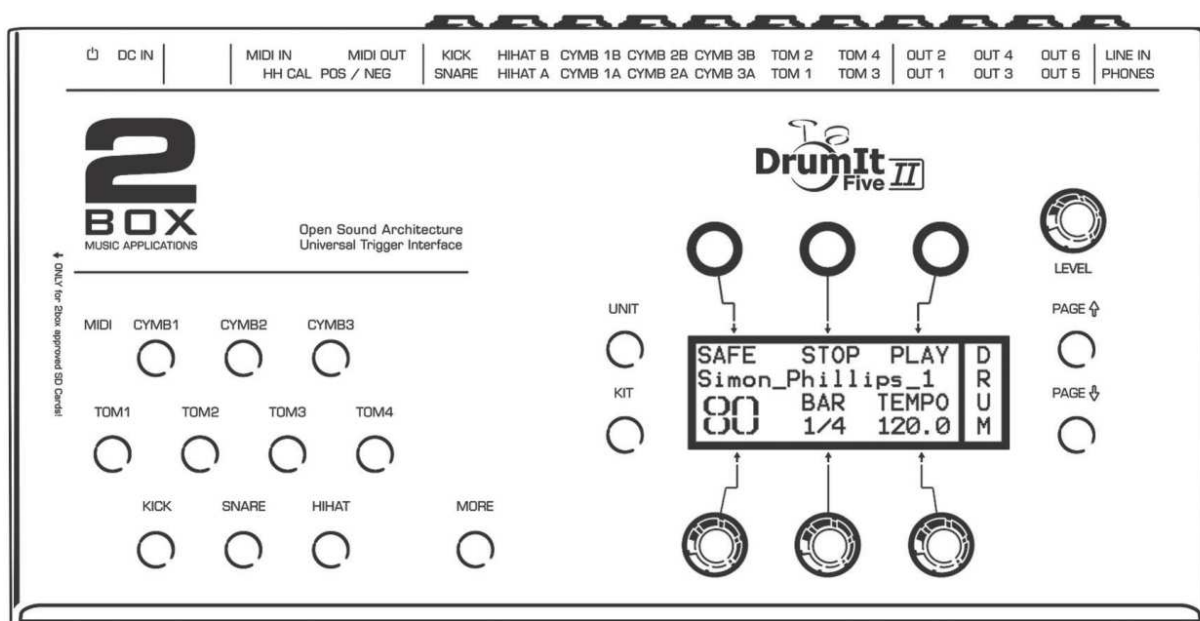 DC IN MIDI IN MIDI OUT KICK HIHAT B CYMB 1B CYMB 2B CYMB 3B TOM 2 TOM 4 OUT 2 OUT 4 OUT 6 LINE IN
HH CAL POS / NEG SNARE HIHAT A CYMB 1A CYMB 2A CYMB 3A TOM 1 TOM 3 OUT 1 OUT 3 OUT 5 PHONES
2
BOX
MUSIC APPLICATIONS
Open Sound Architecture
Universal Trigger Interface
DrumIt
Five II
LEVEL
ONLY for 2box approved SD Cards!
MIDI CYMB1 CYMB2 CYMB3
TOM1 TOM2 TOM3 TOM4
KICK SNARE HIHAT MORE
UNIT
KIT
PAGE
PAGE
SAFE STOP PLAY
Simon_Phillips_1
80 BAR TEMPO
1/4 120.0
DRUM